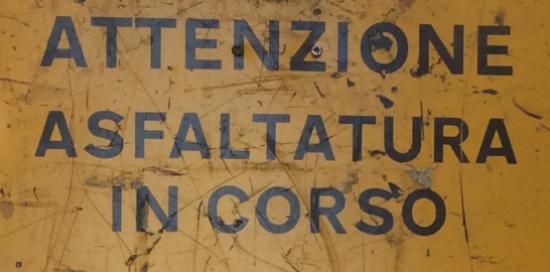 ATTENZIONE
ASFALTATURA
IN CORSO